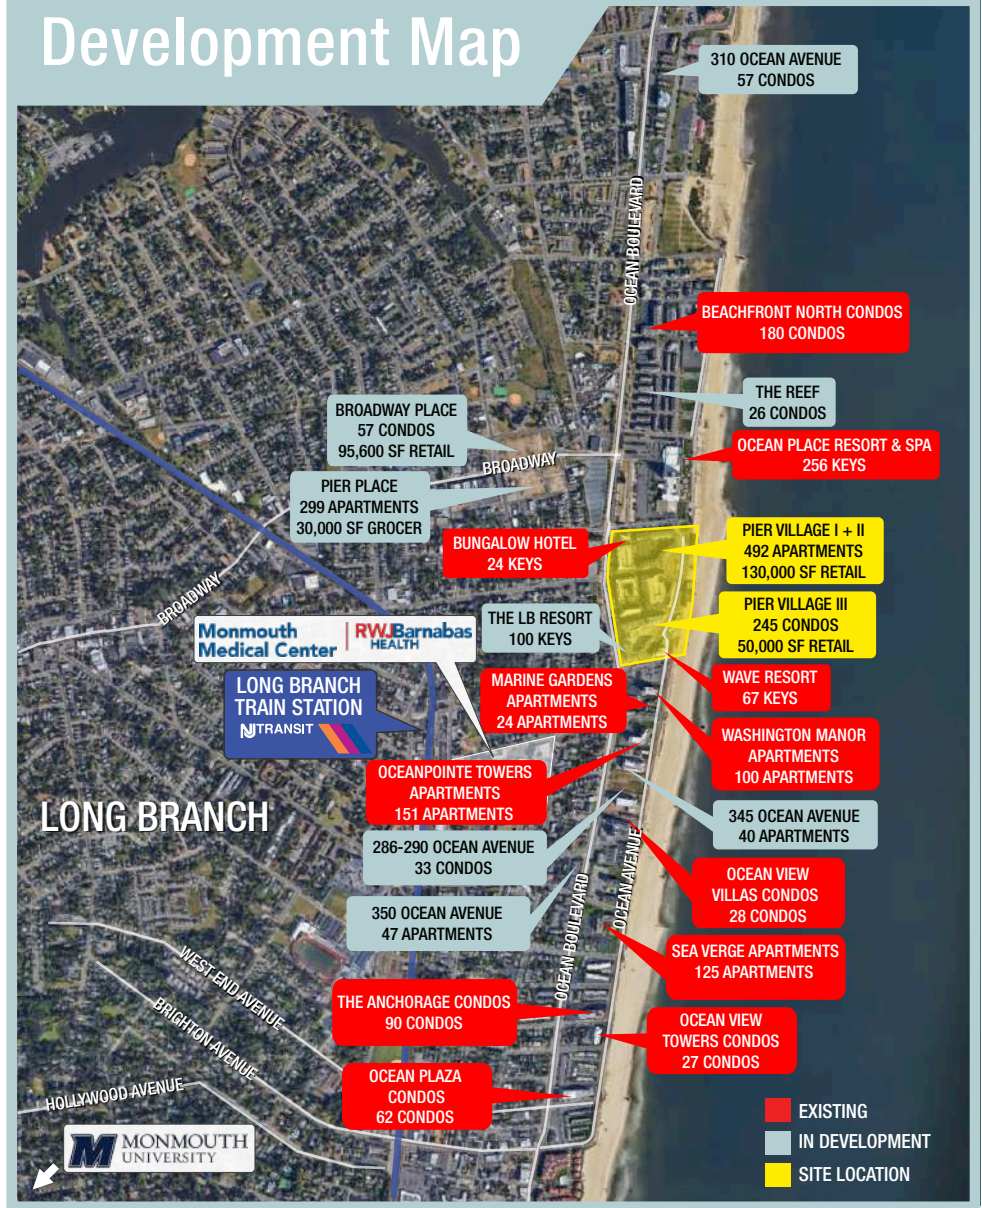 Development Map
310 OCEAN AVENUE
57 CONDOS
OCEAN BOULEVARD
BEACHFRONT NORTH CONDOS
180 CONDOS
THE REEF
26 CONDOS
BROADWAY PLACE
57 CONDOS
95,600 SF RETAIL
OCEAN PLACE RESORT & SPA
256 KEYS
BROADWAY
PIER PLACE
299 APARTMENTS
30,000 SF GROCER
BUNGALOW HOTEL
24 KEYS
PIER VILLAGE I + II
492 APARTMENTS
130,000 SF RETAIL
BROADWAY
THE LB RESORT
100 KEYS
PIER VILLAGE III
245 CONDOS
50,000 SF RETAIL
Monmouth
Medical Center
RWJBarnabas
HEALTH
LONG BRANCH
TRAIN STATION
NJ TRANSIT
MARINE GARDENS
APARTMENTS
24 APARTMENTS
WAVE RESORT
67 KEYS
WASHINGTON MANOR
APARTMENTS
100 APARTMENTS
OCEANPOINTE TOWERS
APARTMENTS
151 APARTMENTS
LONG BRANCH
345 OCEAN AVENUE
40 APARTMENTS
286-290 OCEAN AVENUE
33 CONDOS
OCEAN AVENUE
OCEAN VIEW
VILLAS CONDOS
28 CONDOS
350 OCEAN AVENUE
47 APARTMENTS
OCEAN BOULEVARD
SEA VERGE APARTMENTS
125 APARTMENTS
WEST END AVENUE
THE ANCHORAGE CONDOS
90 CONDOS
BRIGHTON AVENUE
OCEAN VIEW
TOWERS CONDOS
27 CONDOS
OCEAN PLAZA
CONDOS
62 CONDOS
HOLLYWOOD AVENUE
M MONMOUTH
UNIVERSITY
EXISTING
IN DEVELOPMENT
SITE LOCATION